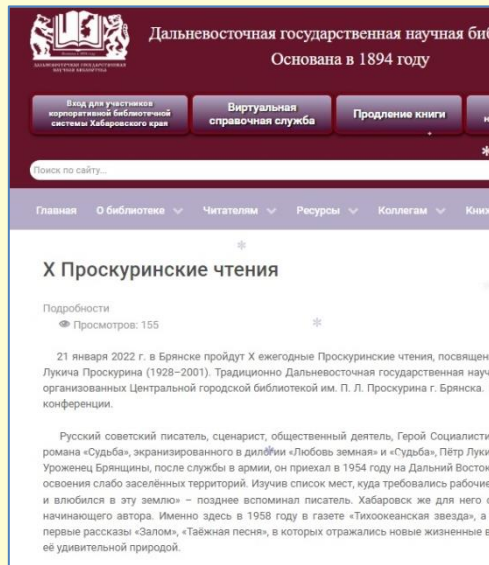 Дальневосточная государственная научная
Основана в 1894 году
Вход для участников
корпоративной библиотечной
системы Хабаровского края
Виртуальная
справочная служба
Продление книги
Поиск по сайту...
Главная О библиотеке Читателям Ресурсы Коллегам
X Проскуринские чтения
Подробности
Просмотров: 155
21 января 2022 г. в Брянске пройдут X ежегодные Проскуринские чтения,
Лукича Проскурина (1928–2001). Традиционно Дальневосточная государственная
организованных Центральной городской библиотекой им. П. Л. Проскурина г. Брянска.
конференции.
Русский советский писатель, сценарист, общественный деятель, Герой
романа «Судьба», экранизированного в дилогии «Любовь земная» и «Судьба», Пётр
Уроженец Брянщины, после службы в армии, он приехал в 1954 году на Дальний Восток
освоения слабо заселённых территорий. Изучив список мест, куда требовались рабочие
и влюбился в эту землю» – позднее вспоминал писатель. Хабаровск же для него
начинающего автора. Именно здесь в 1958 году в газете «Тихоокеанская звезда», а
первые рассказы «Залом», «Таёжная песня», в которых отражались новые жизненные
её удивительной природой.